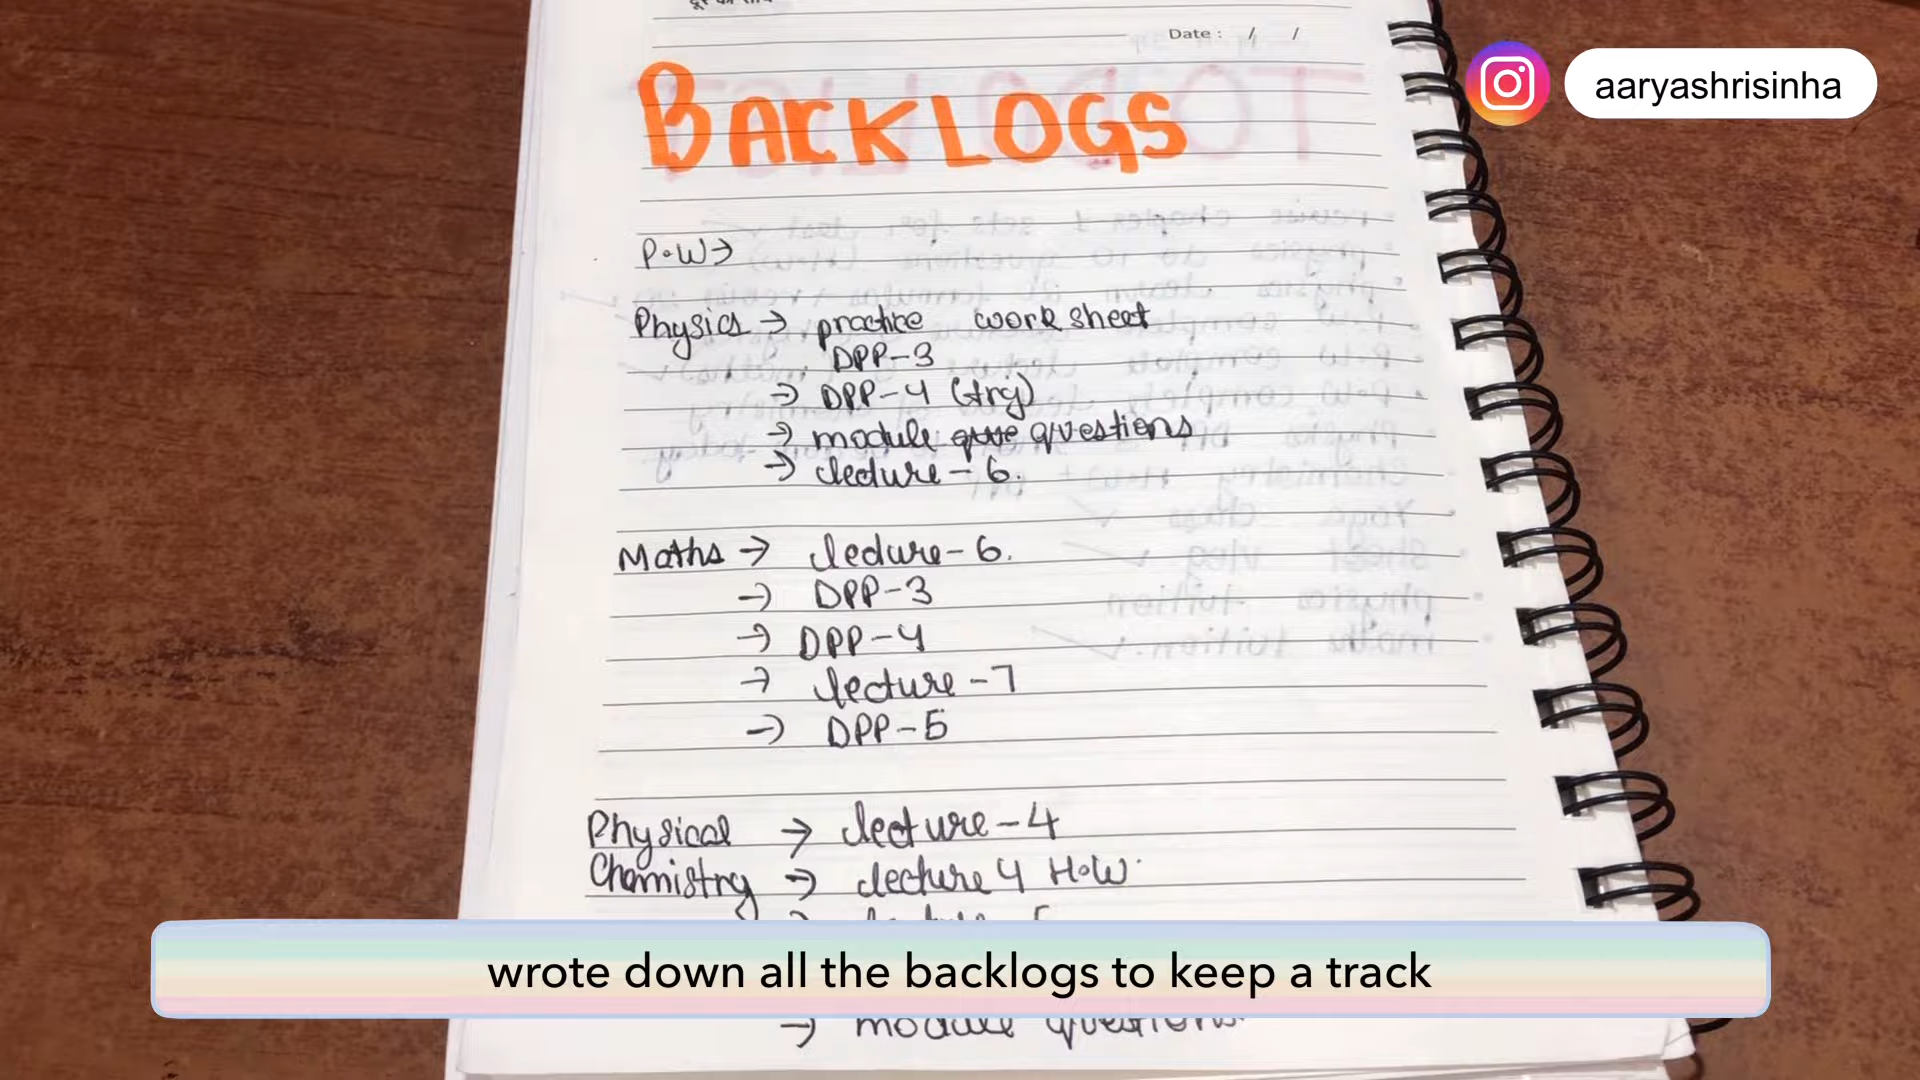 Date : / /
aaryashrisinha
BACKLOGS
P.W →
Physics → practice work sheet
DPP-3
→ DPP-4 (try)
→ module questions
→ lecture - 6.
Maths → lecture - 6.
→ DPP-3
→ DPP-4
→ lecture - 7
→ DPP-5
Physical → lecture - 4
Chemistry → lecture 4 H.W.
wrote down all the backlogs to keep a track
→ module questions.